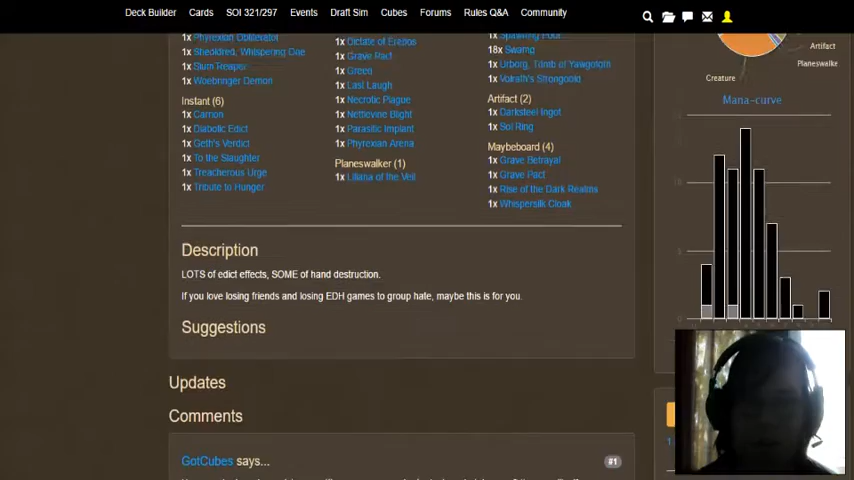 Deck Builder Cards SOI 321/297 Events Draft Sim Cubes Forums Rules Q&A Community
1x Phyrexian Obliterator
1x Sheoldred, Whispering One
1x Slum Reaper
1x Woebringer Demon
Instant (6)
1x Carrion
1x Diabolic Edict
1x Geth's Verdict
1x To the Slaughter
1x Treacherous Urge
1x Tribute to Hunger
1x Dictate of Erebos
1x Grave Pact
1x Greed
1x Last Laugh
1x Necrotic Plague
1x Nettlevine Blight
1x Parasitic Implant
1x Phyrexian Arena
Planeswalker (1)
1x Liliana of the Veil
18x Swamp
1x Urborg, Tomb of Yawgmoth
1x Volrath's Stronghold
Artifact (2)
1x Darksteel Ingot
1x Sol Ring
Maybeboard (4)
1x Grave Betrayal
1x Grave Pact
1x Rise of the Dark Realms
1x Whispersilk Cloak
Artifact
Planeswalke
Creature
Mana-curve
Description
LOTS of edict effects, SOME of hand destruction.
If you love losing friends and losing EDH games to group hate, maybe this is for you.
Suggestions
Updates
Comments
GotCubes says...
#1